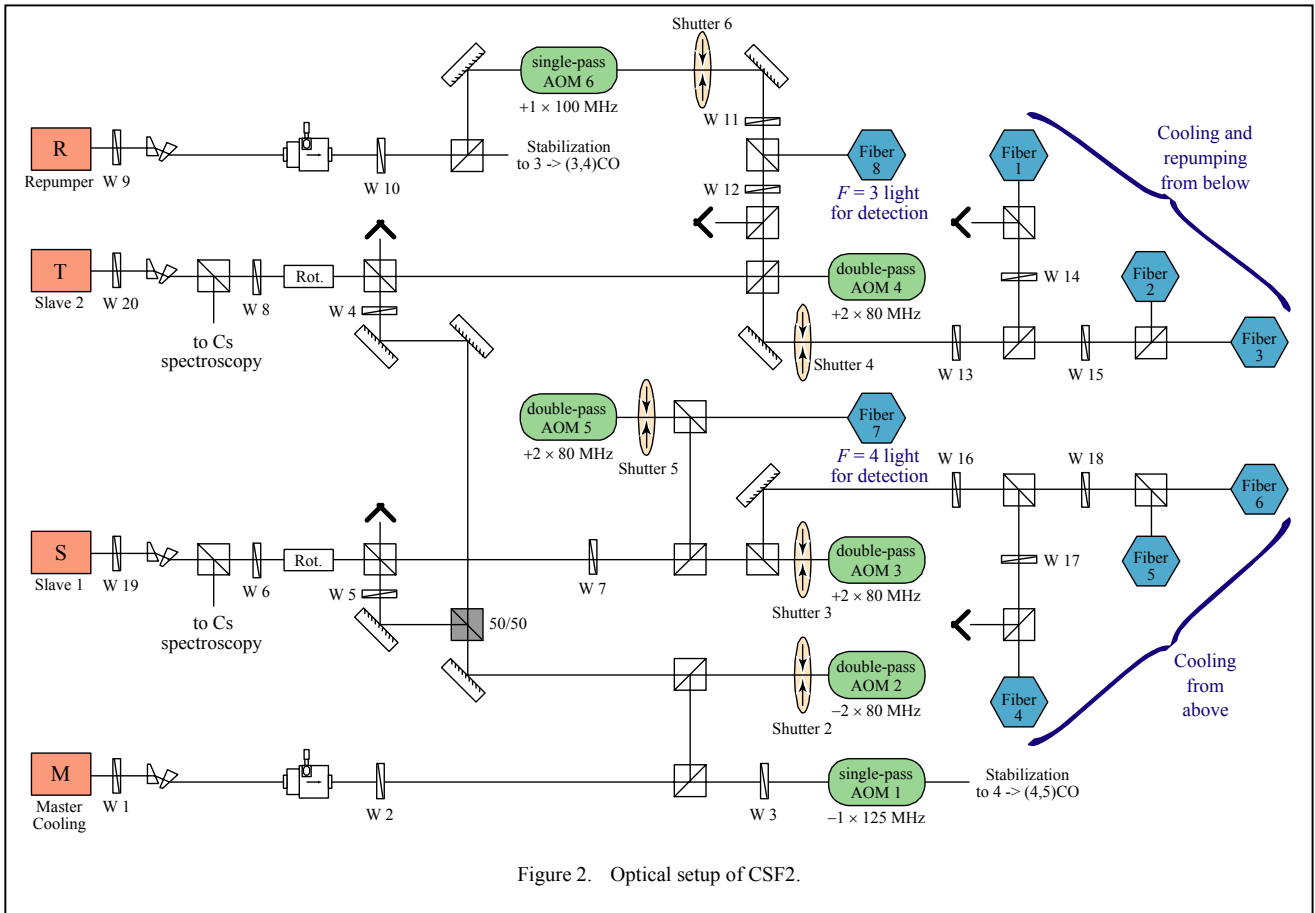 Shutter 6
single-pass
AOM 6
+1 × 100 MHz
W 11
R
Repumper
W 9
W 10
Stabilization
to 3 -> (3,4)CO
Fiber
8
F = 3 light
for detection
W 12
Fiber
1
Cooling and
repumping
from below
T
Slave 2
W 20
W 8
Rot.
to Cs
spectroscopy
W 4
double-pass
AOM 4
+2 × 80 MHz
W 14
Fiber
2
Shutter 4
W 13
W 15
Fiber
3
double-pass
AOM 5
+2 × 80 MHz
Shutter 5
Fiber
7
F = 4 light
for detection
W 16
W 18
Fiber
6
S
Slave 1
W 19
W 6
Rot.
to Cs
spectroscopy
W 5
W 7
double-pass
AOM 3
+2 × 80 MHz
Shutter 3
W 17
Fiber
5
50/50
double-pass
AOM 2
−2 × 80 MHz
Shutter 2
Fiber
4
Cooling
from
above
M
Master
Cooling
W 1
W 2
W 3
single-pass
AOM 1
−1 × 125 MHz
Stabilization
to 4 -> (4,5)CO
Figure 2. Optical setup of CSF2.